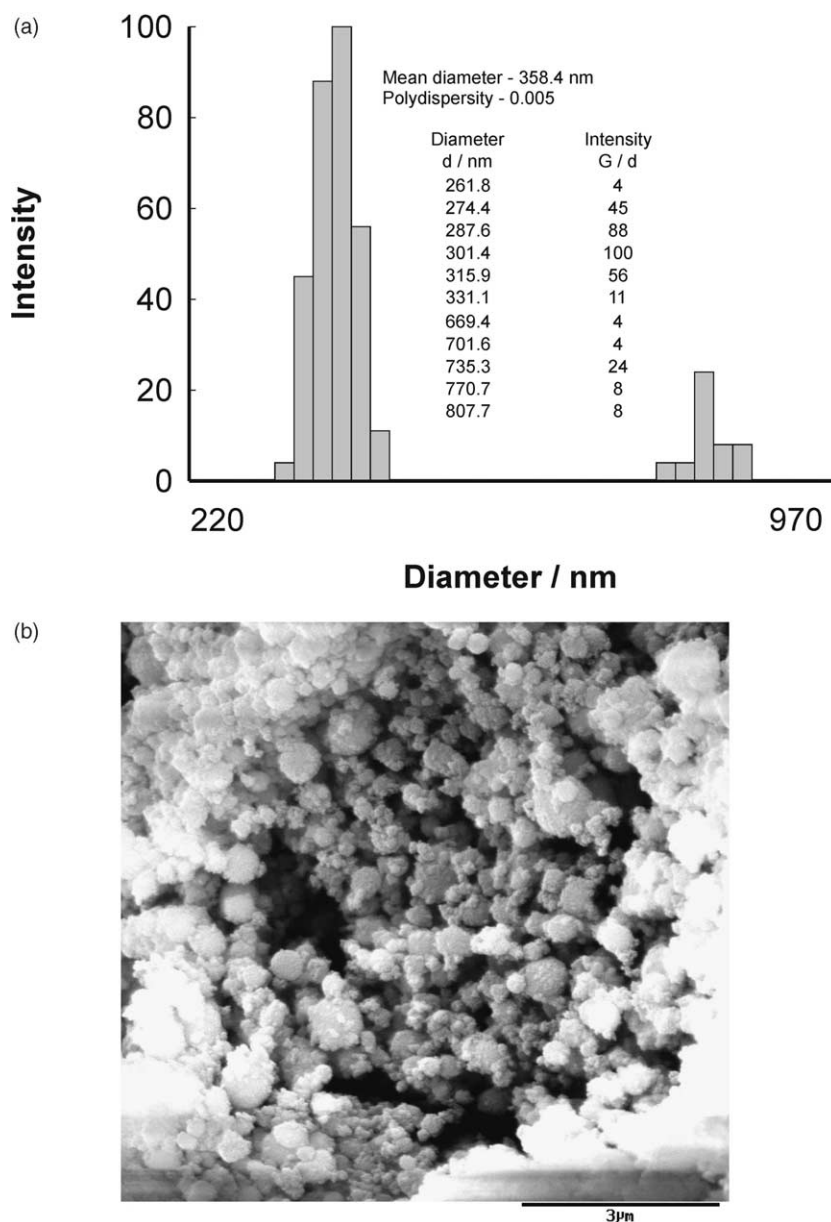 (a)
100
80
60
40
20
0
Intensity
Mean diameter - 358.4 nm
Polydispersity - 0.005
Diameter Intensity
d / nm G / d
261.8 4
274.4 45
287.6 88
301.4 100
315.9 56
331.1 11
669.4 4
701.6 4
735.3 24
770.7 8
807.7 8
220 970
Diameter / nm
(b)
3µm